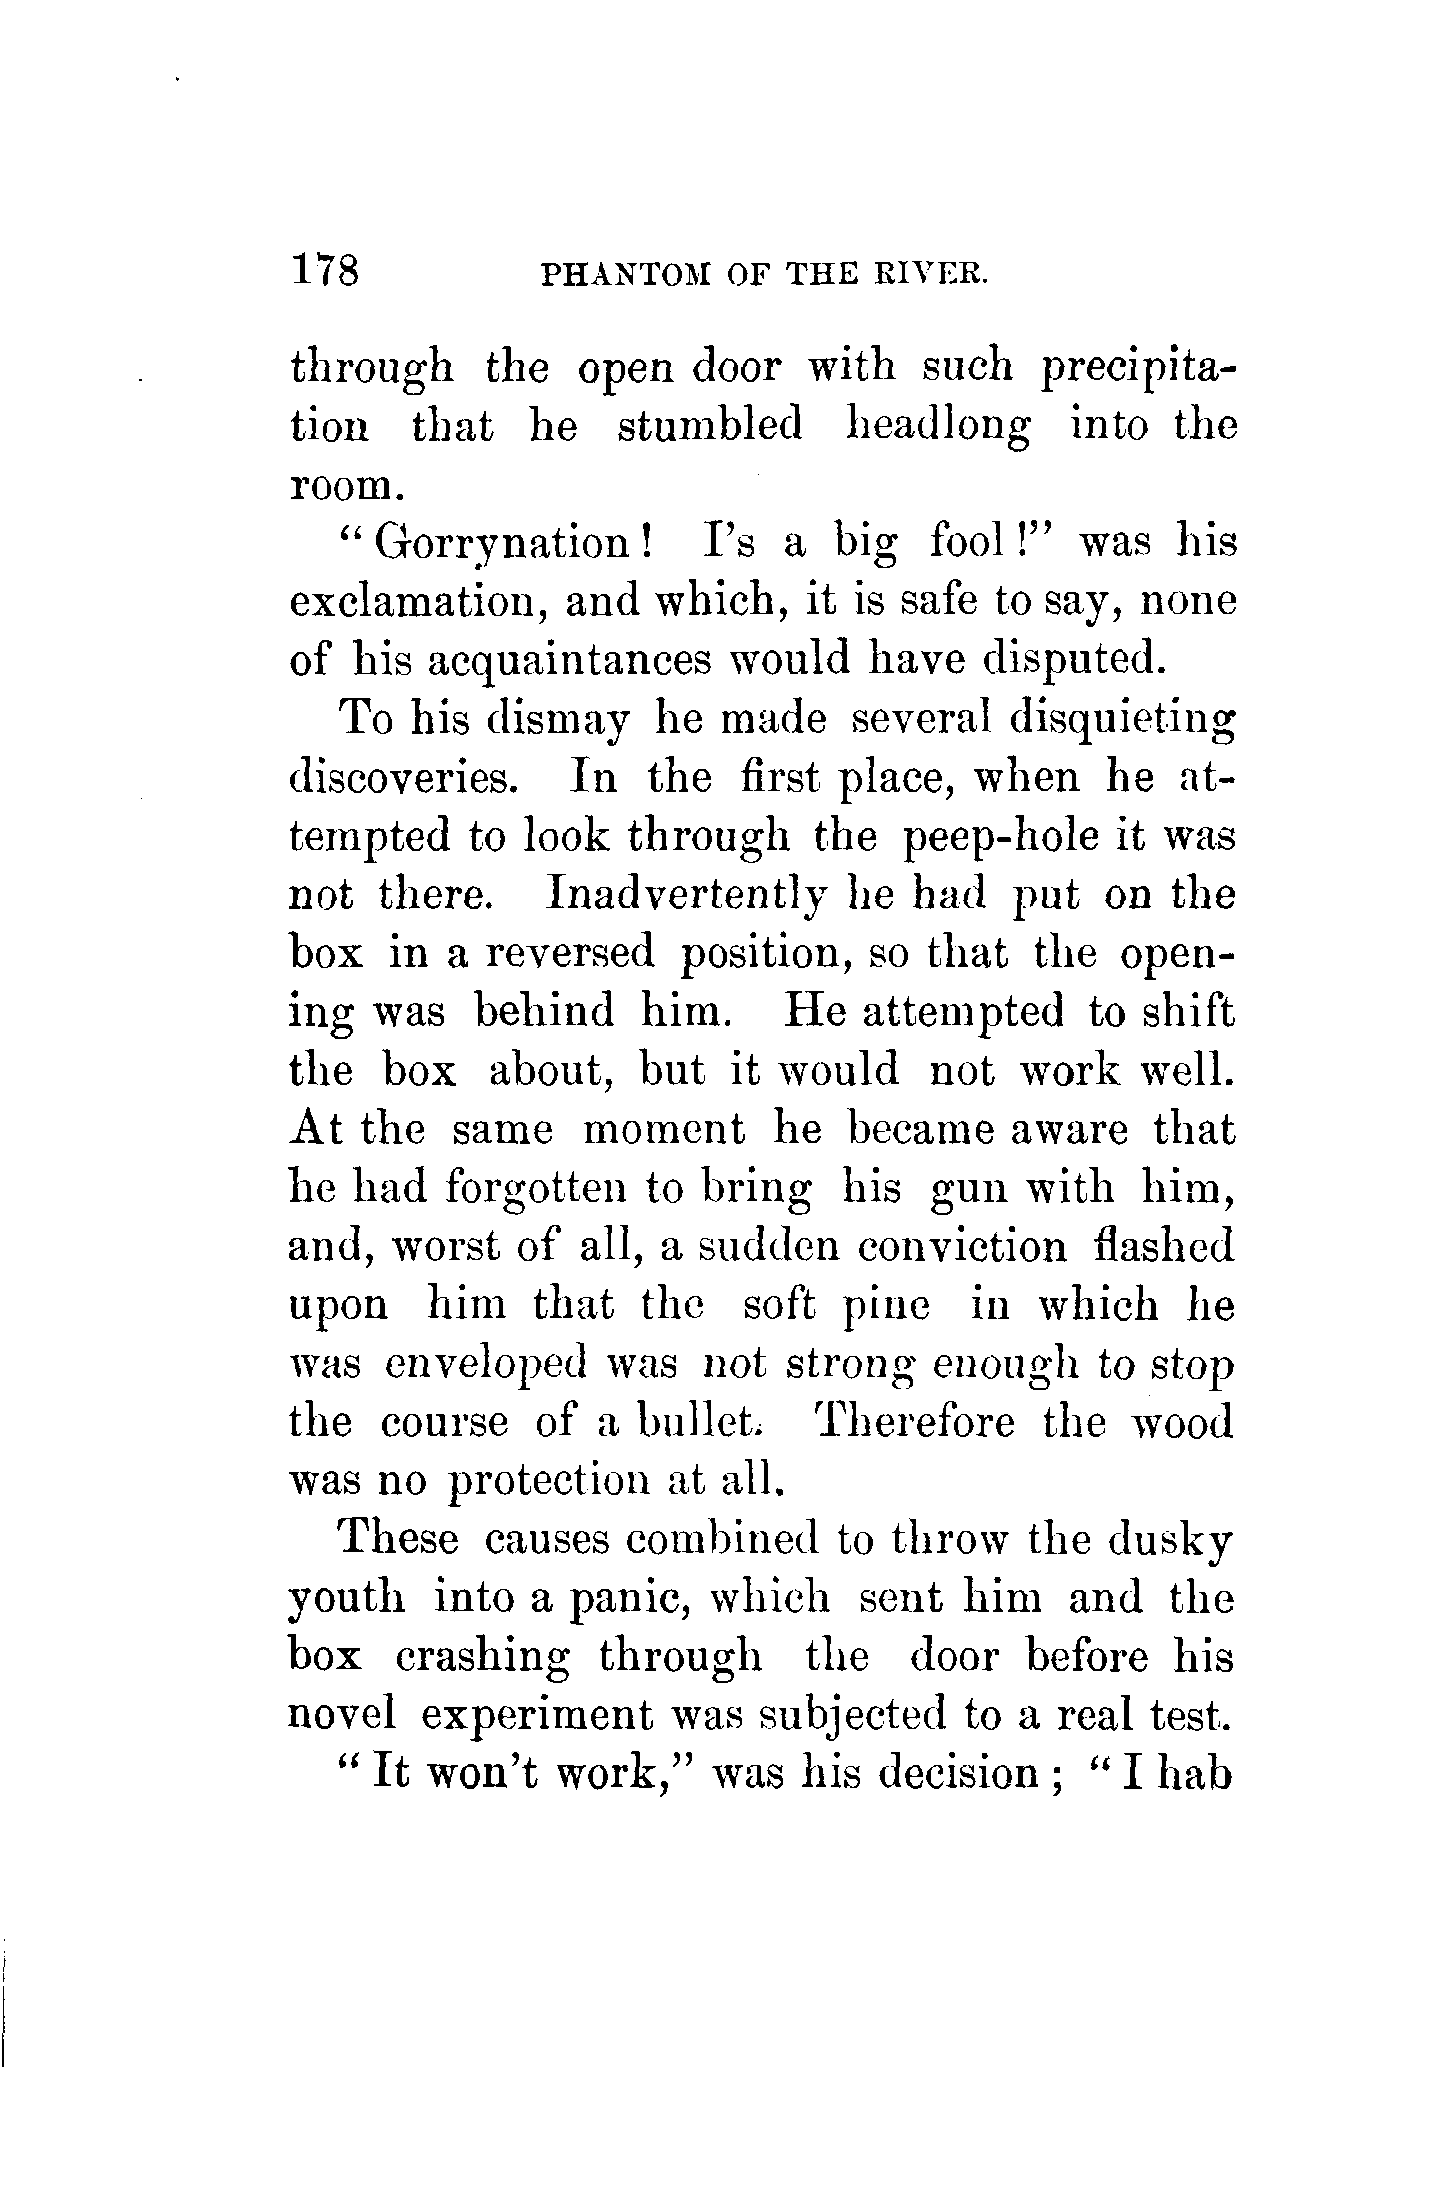 178 PHANTOM OF THE RIVER.
through the open door with such precipita-
tion that he stumbled headlong into the
room.
“ Gorrynation ! I’s a big fool !” was his
exclamation, and which, it is safe to say, none
of his acquaintances would have disputed.
To his dismay he made several disquieting
discoveries. In the first place, when he at-
tempted to look through the peep-hole it was
not there. Inadvertently he had put on the
box in a reversed position, so that the open-
ing was behind him. He attempted to shift
the box about, but it would not work well.
At the same moment he became aware that
he had forgotten to bring his gun with him,
and, worst of all, a sudden conviction flashed
upon him that the soft pine in which he
was enveloped was not strong enough to stop
the course of a bullet. Therefore the wood
was no protection at all.
These causes combined to throw the dusky
youth into a panic, which sent him and the
box crashing through the door before his
novel experiment was subjected to a real test.
“ It won’t work,” was his decision ; “ I hab